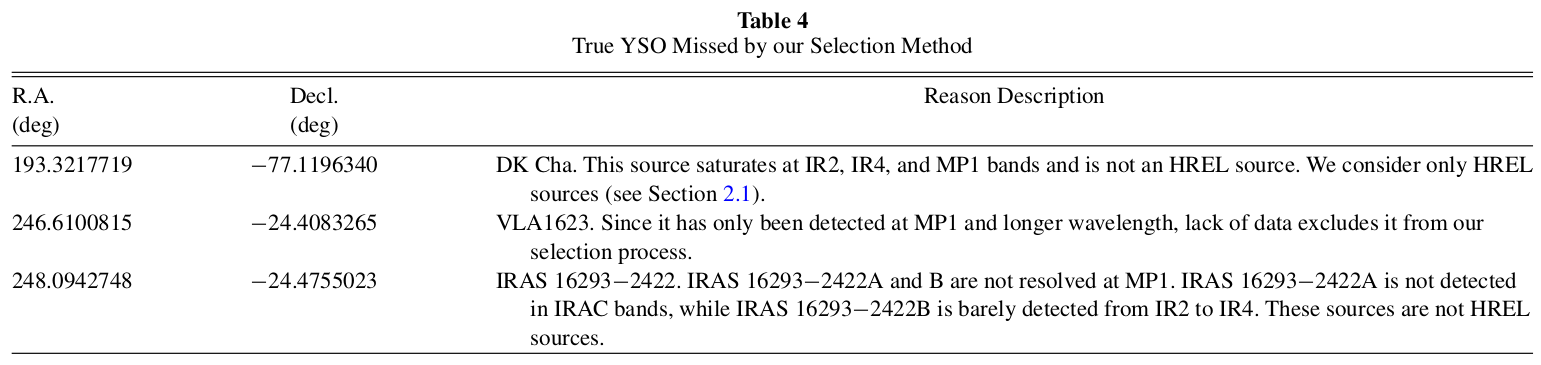 Table 4
True YSO Missed by our Selection Method
R.A. Decl. Reason Description
(deg) (deg)
193.3217719 −77.1196340 DK Cha. This source saturates at IR2, IR4, and MP1 bands and is not an HREL source. We consider only HREL
sources (see Section 2.1).
246.6100815 −24.4083265 VLA1623. Since it has only been detected at MP1 and longer wavelength, lack of data excludes it from our
selection process.
248.0942748 −24.4755023 IRAS 16293−2422. IRAS 16293−2422A and B are not resolved at MP1. IRAS 16293−2422A is not detected
in IRAC bands, while IRAS 16293−2422B is barely detected from IR2 to IR4. These sources are not HREL
sources.